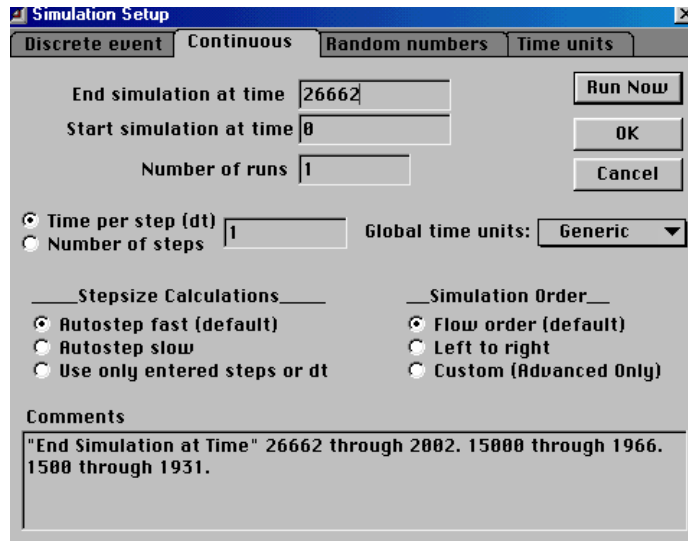 Simulation Setup
Discrete event Continuous Random numbers Time units
End simulation at time 26662
Run Now
Start simulation at time 0
OK
Number of runs 1
Cancel
Time per step (dt)
Number of steps
1
Global time units: Generic
Stepsize Calculations
Autostep fast (default)
Autostep slow
Use only entered steps or dt
Simulation Order
Flow order (default)
Left to right
Custom (Advanced Only)
Comments
"End Simulation at Time" 26662 through 2002. 15000 through 1966.
1500 through 1931.